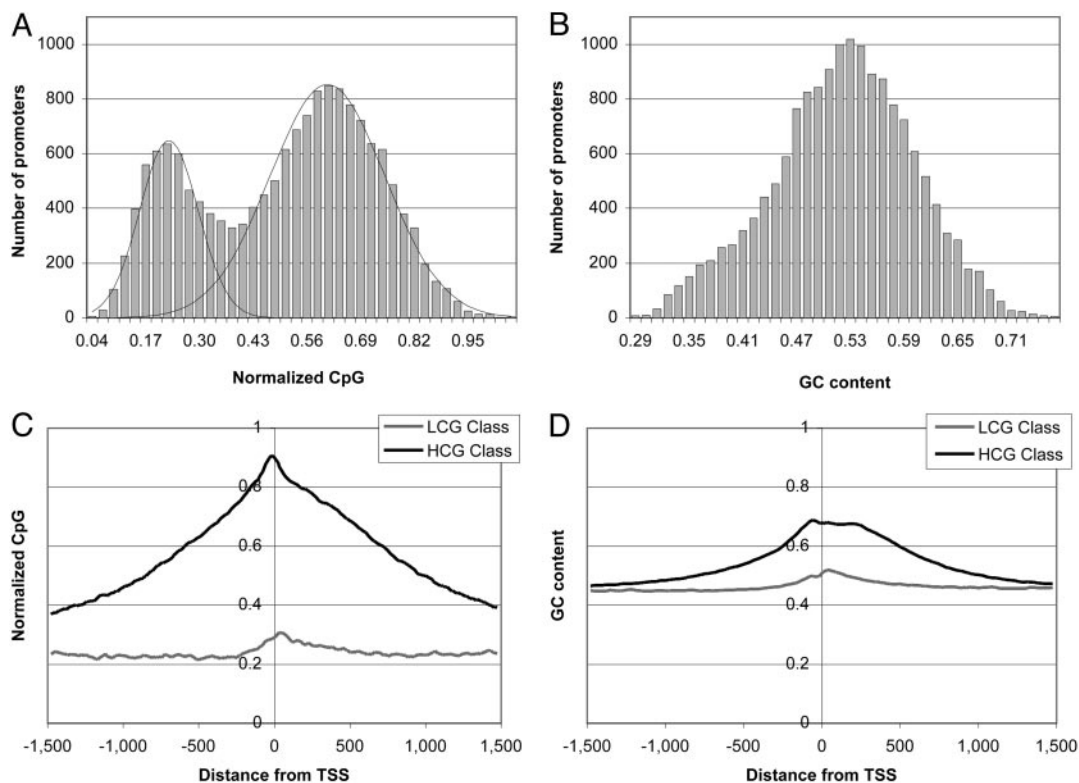 A
Number of promoters
1000
800
600
400
200
0
0.04 0.17 0.30 0.43 0.56 0.69 0.82 0.95
Normalized CpG
B
Number of promoters
1000
800
600
400
200
0
0.29 0.35 0.41 0.47 0.53 0.59 0.65 0.71
GC content
C
LCG Class
HCG Class
Normalized CpG
1
0.8
0.6
0.4
0.2
0
-1,500 -1,000 -500 0 500 1,000 1,500
Distance from TSS
D
LCG Class
HCG Class
GC content
1
0.8
0.6
0.4
0.2
0
-1,500 -1,000 -500 0 500 1,000 1,500
Distance from TSS